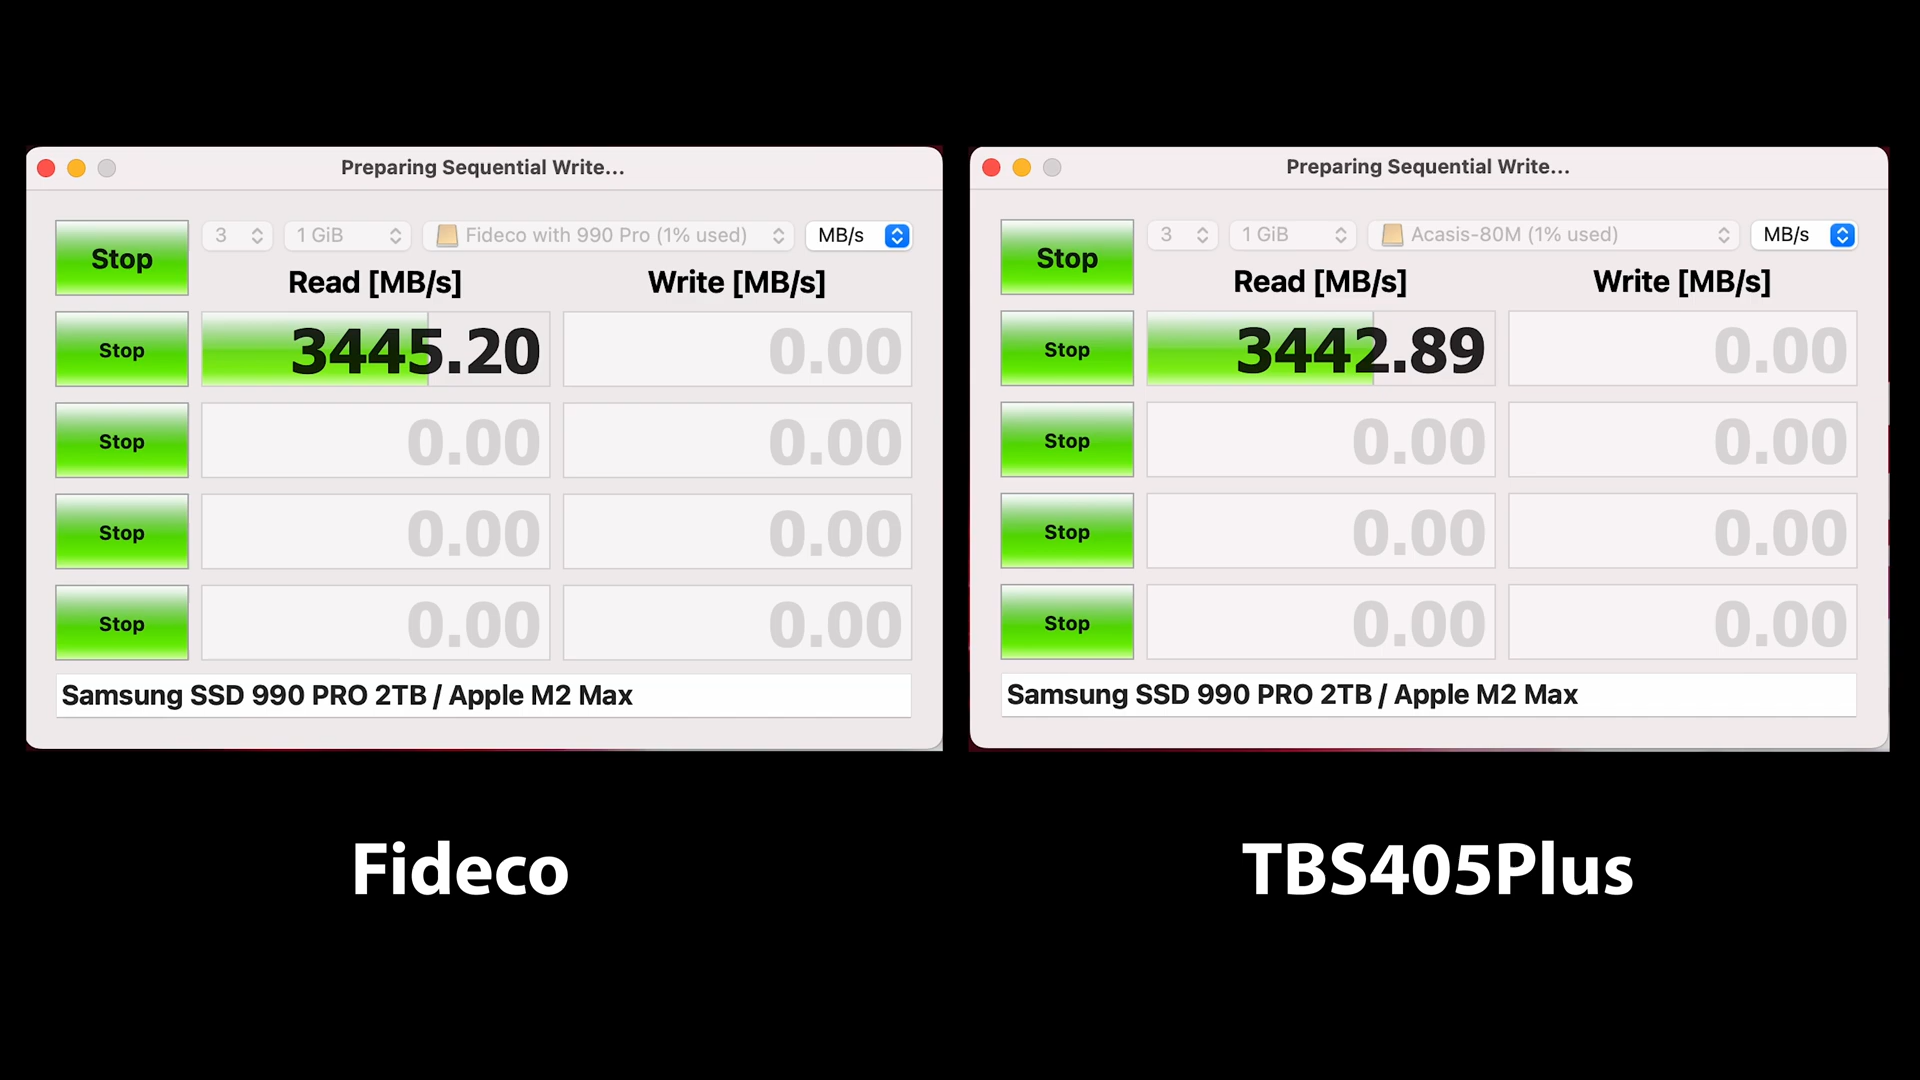 Preparing Sequential Write...
Stop
3
1 GiB
Fideco with 990 Pro (1% used)
MB/s
Read [MB/s]
Write [MB/s]
Stop
3445.20
0.00
Stop
0.00
0.00
Stop
0.00
0.00
Stop
0.00
0.00
Samsung SSD 990 PRO 2TB / Apple M2 Max
Fideco
Preparing Sequential Write...
Stop
3
1 GiB
Acasis-80M (1% used)
MB/s
Read [MB/s]
Write [MB/s]
Stop
3442.89
0.00
Stop
0.00
0.00
Stop
0.00
0.00
Stop
0.00
0.00
Samsung SSD 990 PRO 2TB / Apple M2 Max
TBS405Plus